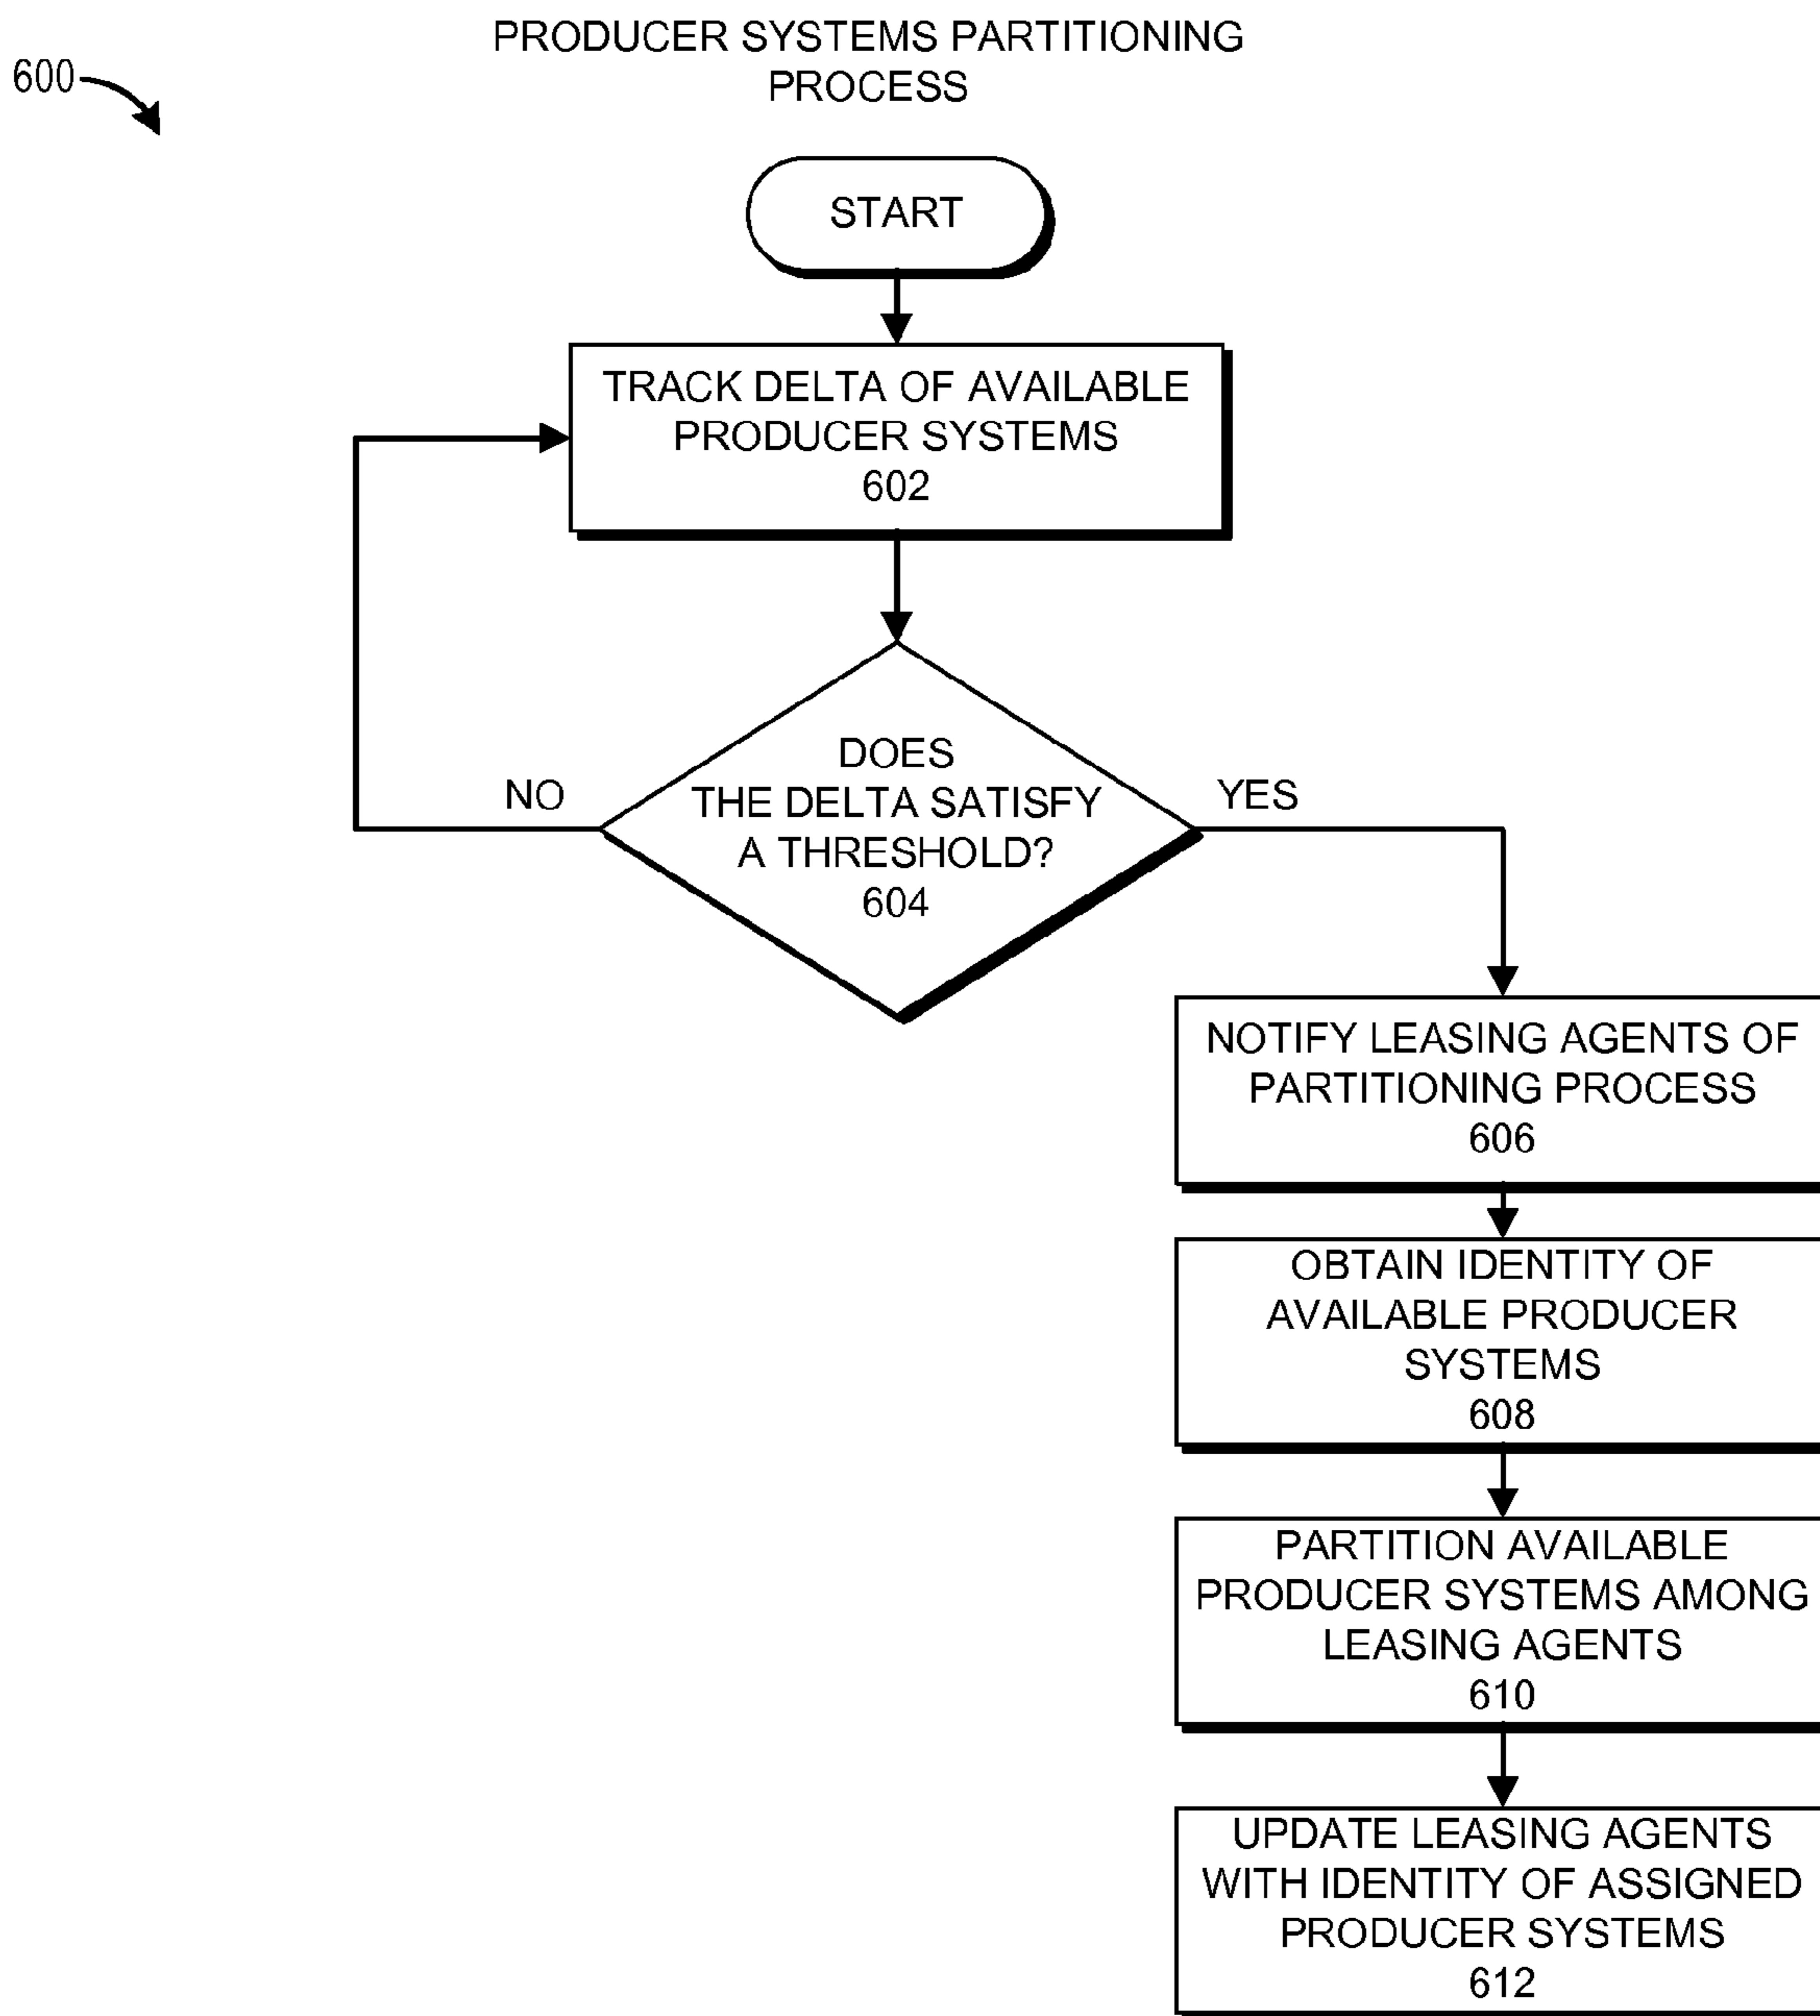 PRODUCER SYSTEMS PARTITIONING
PROCESS
600
START
TRACK DELTA OF AVAILABLE
PRODUCER SYSTEMS
602
DOES
THE DELTA SATISFY
A THRESHOLD?
604
NO
YES
NOTIFY LEASING AGENTS OF
PARTITIONING PROCESS
606
OBTAIN IDENTITY OF
AVAILABLE PRODUCER
SYSTEMS
608
PARTITION AVAILABLE
PRODUCER SYSTEMS AMONG
LEASING AGENTS
610
UPDATE LEASING AGENTS
WITH IDENTITY OF ASSIGNED
PRODUCER SYSTEMS
612